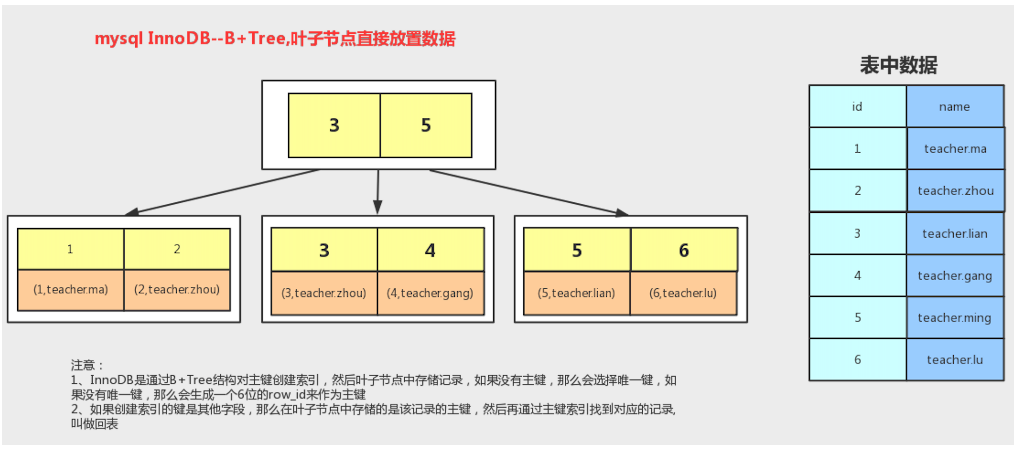 mysql InnoDB--B+Tree,叶子节点直接放置数据
表中数据
3 5
1 2
(1,teacher.ma) (2,teacher.zhou)
3 4
(3,teacher.zhou) (4,teacher.gang)
5 6
(5,teacher.lian) (6,teacher.lu)
id name
1 teacher.ma
2 teacher.zhou
3 teacher.lian
4 teacher.gang
5 teacher.ming
6 teacher.lu
注意：
1、InnoDB是通过B+Tree结构对主键创建索引，然后叶子节点中存储记录，如果没有主键，那么会选择唯一键，如
果没有唯一键，那么会生成一个6位的row_id来作为主键
2、如果创建索引的键是其他字段，那么在叶子节点中存储的是该记录的主键，然后再通过主键索引找到对应的记录,
叫做回表